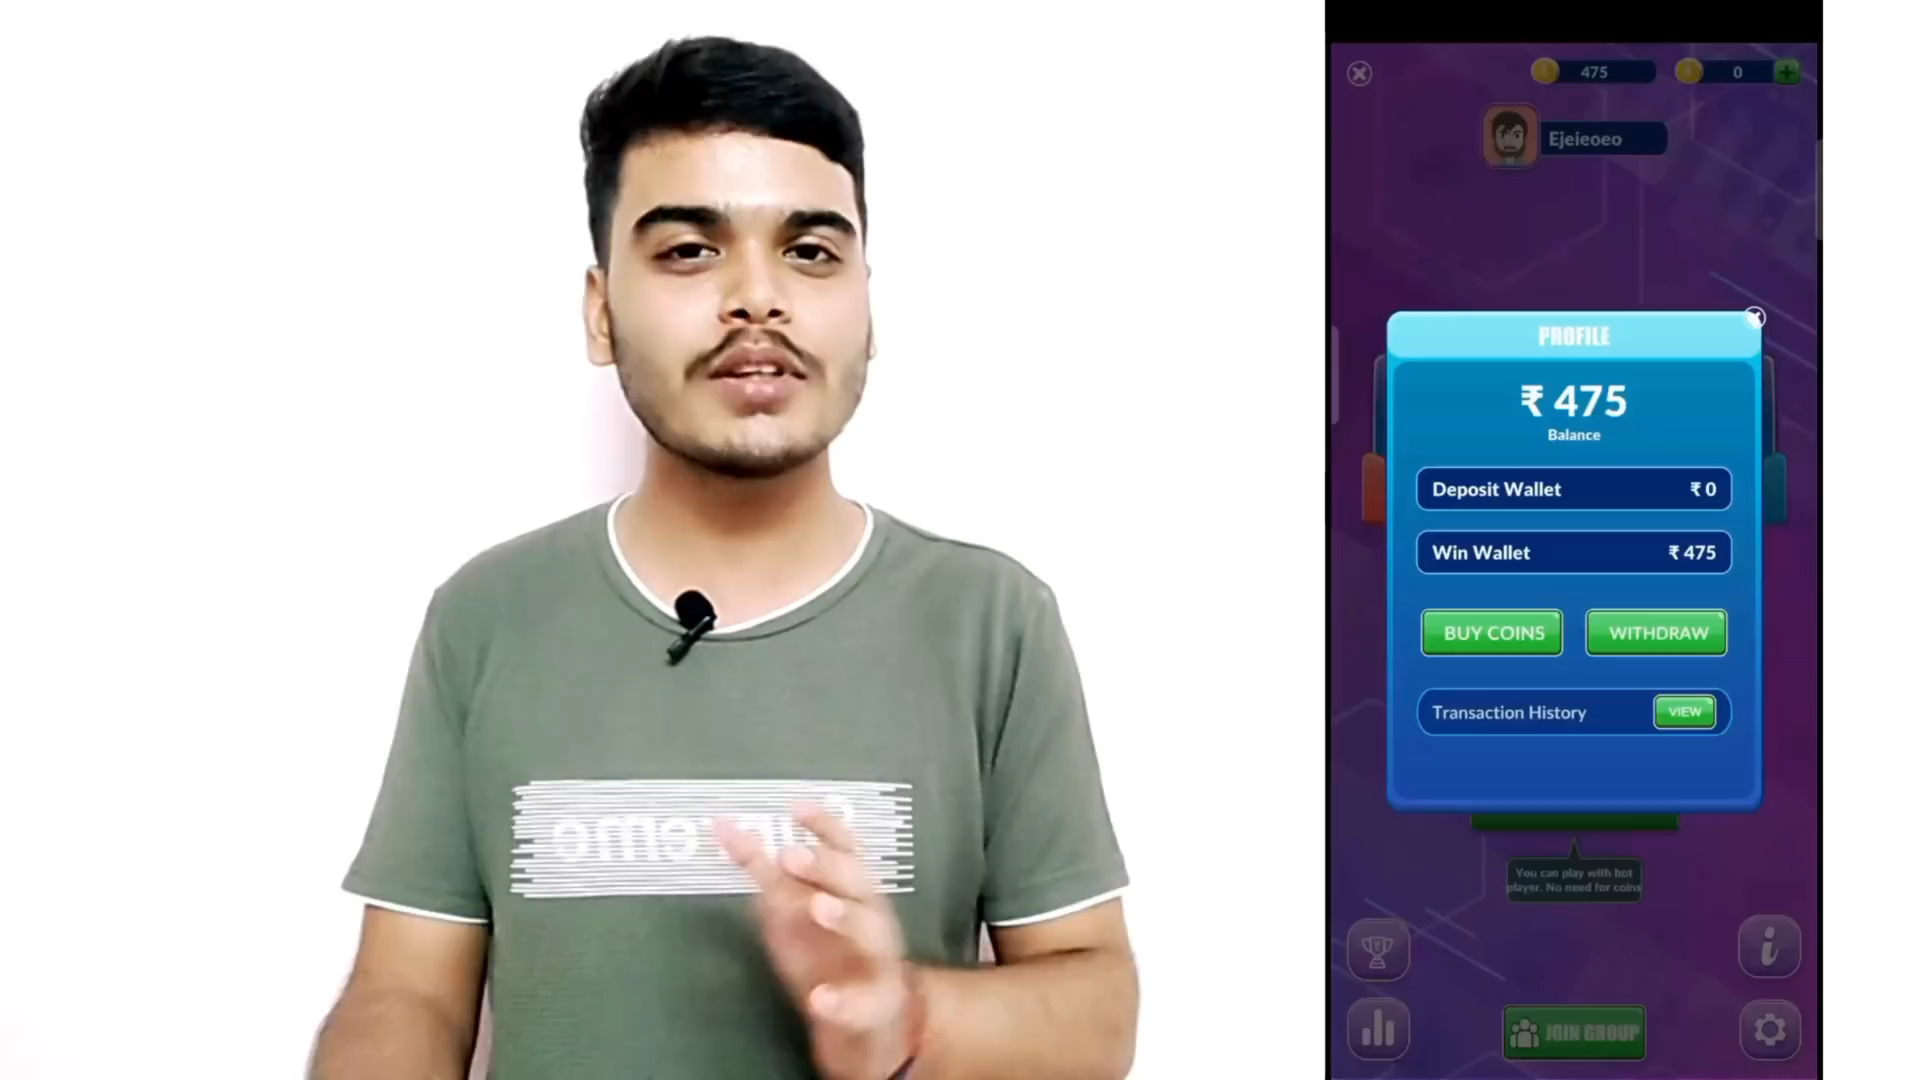 475
0
Ejeieoeo
PROFILE
₹ 475
Balance
Deposit Wallet ₹ 0
Win Wallet ₹ 475
BUY COINS WITHDRAW
Transaction History VIEW
You can play with bot
player. No need for coins
JOIN GROUP